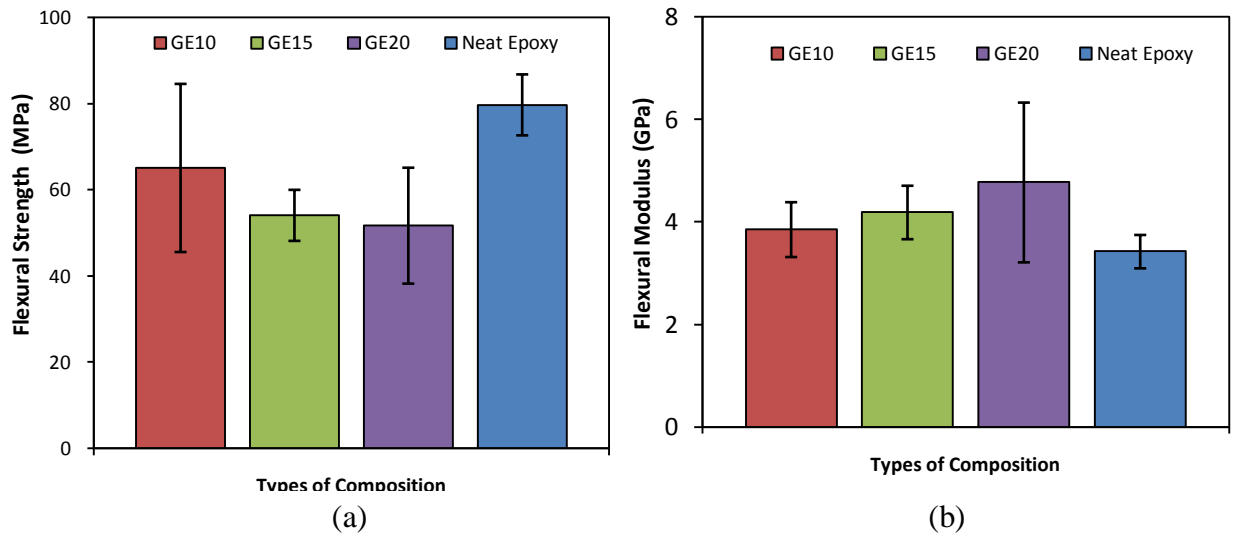 100
80
60
40
20
0
Flexural Strength (MPa)
GE10 GE15 GE20 Neat Epoxy
Types of Composition
(a)
8
6
4
2
0
Flexural Modulus (GPa)
GE10 GE15 GE20 Neat Epoxy
Types of Composition
(b)